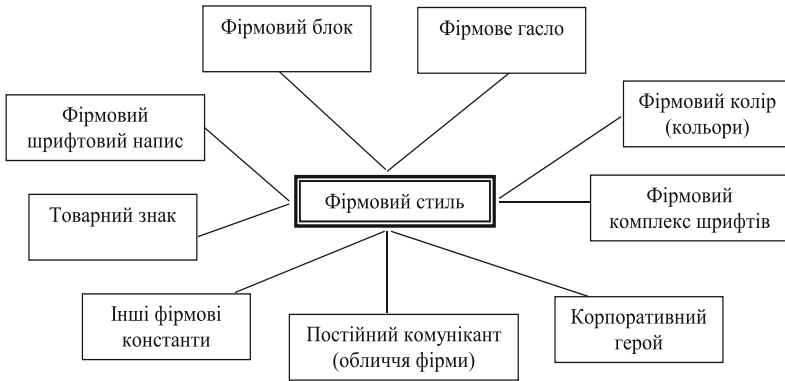 Фірмовий блок
Фірмове гасло
Фірмовий
шрифтовий напис
Фірмовий колір
(кольори)
Товарний знак
Фірмовий стиль
Фірмовий
комплекс шрифтів
Інші фірмові
константи
Постійний комунікант
(обличчя фірми)
Корпоративний
герой